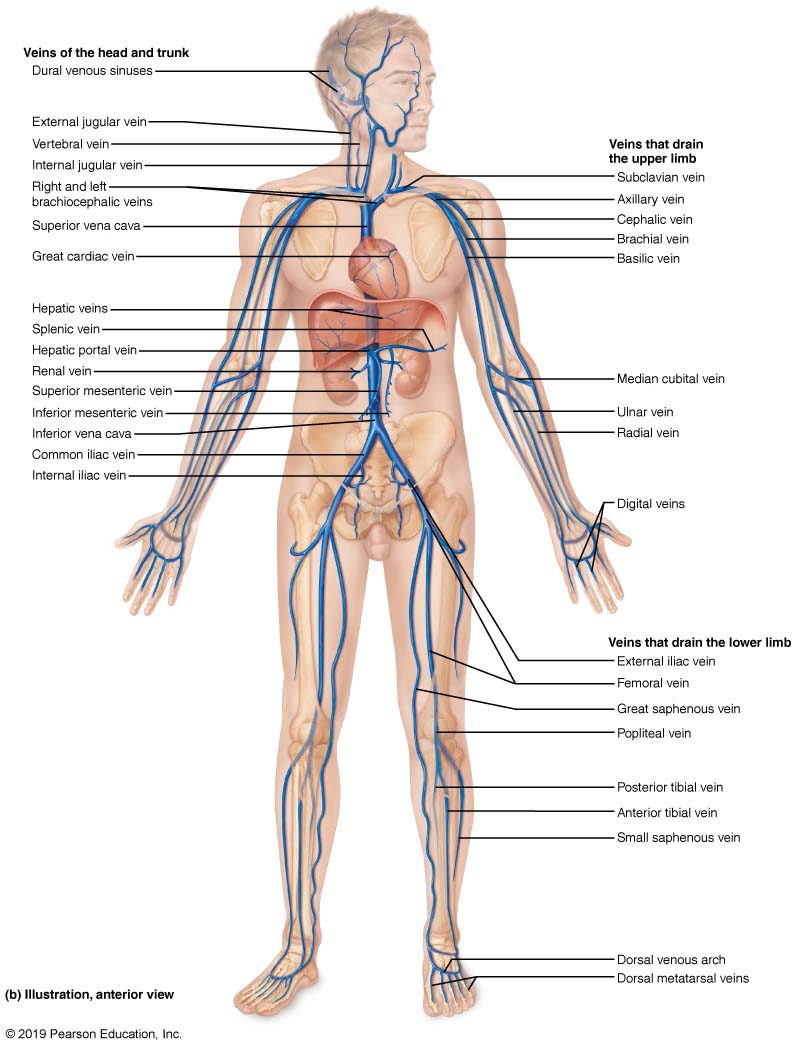 Veins of the head and trunk
Dural venous sinuses
External jugular vein
Vertebral vein
Internal jugular vein
Right and left
brachiocephalic veins
Superior vena cava
Great cardiac vein
Hepatic veins
Splenic vein
Hepatic portal vein
Renal vein
Superior mesenteric vein
Inferior mesenteric vein
Inferior vena cava
Common iliac vein
Internal iliac vein
Veins that drain
the upper limb
Subclavian vein
Axillary vein
Cephalic vein
Brachial vein
Basilic vein
Median cubital vein
Ulnar vein
Radial vein
Digital veins
Veins that drain the lower limb
External iliac vein
Femoral vein
Great saphenous vein
Popliteal vein
Posterior tibial vein
Anterior tibial vein
Small saphenous vein
Dorsal venous arch
Dorsal metatarsal veins
(b) Illustration, anterior view
© 2019 Pearson Education, Inc.